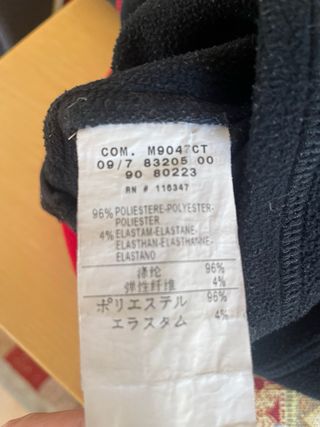 COM. M9047CT
09/7 83205 00
90 80223
RN # 116347
96% POLIESTERE-POLYESTER-
POLIESTER
4% ELASTAM-ELASTANE-
ELASTHAN-ELASTHANNE-
ELASTANO
涤纶 96%
弹性纤维 4%
ポリエステル 96%
エラスタム 4%